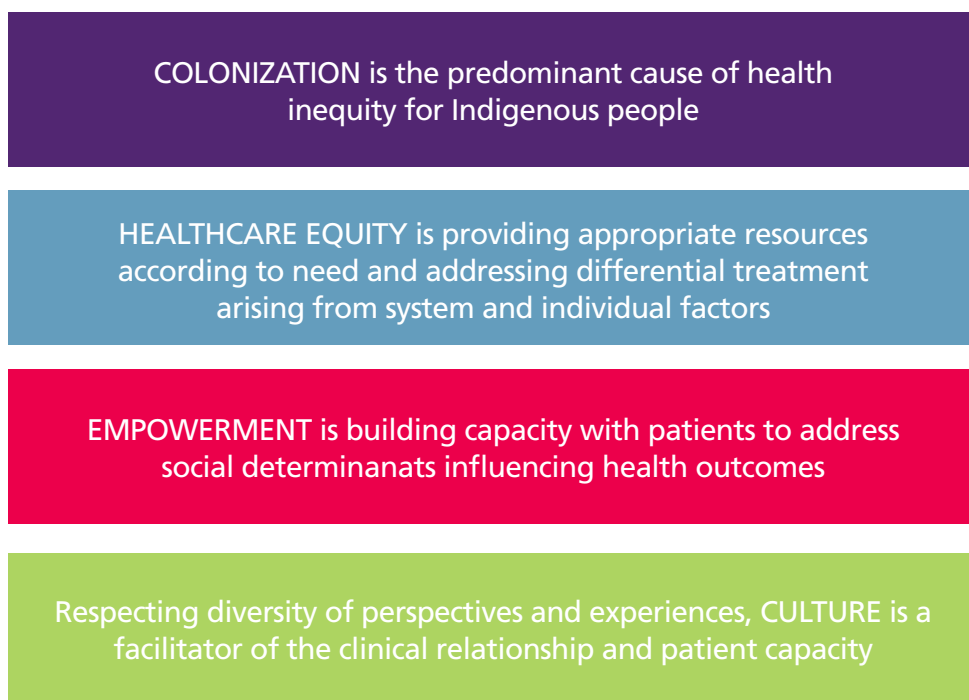 COLONIZATION is the predominant cause of health
inequity for Indigenous people
HEALTHCARE EQUITY is providing appropriate resources
according to need and addressing differential treatment
arising from system and individual factors
EMPOWERMENT is building capacity with patients to address
social determinanats influencing health outcomes
Respecting diversity of perspectives and experiences, CULTURE is a
facilitator of the clinical relationship and patient capacity